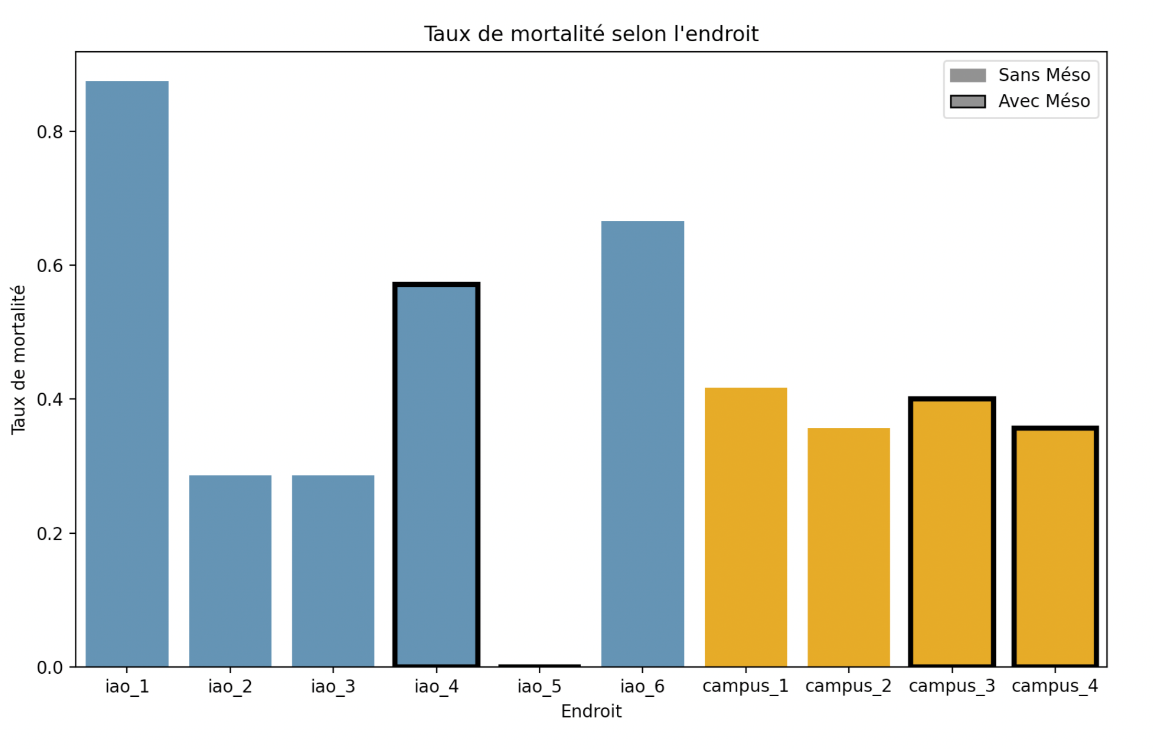 Taux de mortalité selon l'endroit
Sans Méso
Avec Méso
Taux de mortalité
0.8
0.6
0.4
0.2
0.0
iao_1 iao_2 iao_3 iao_4 iao_5 iao_6 campus_1 campus_2 campus_3 campus_4
Endroit